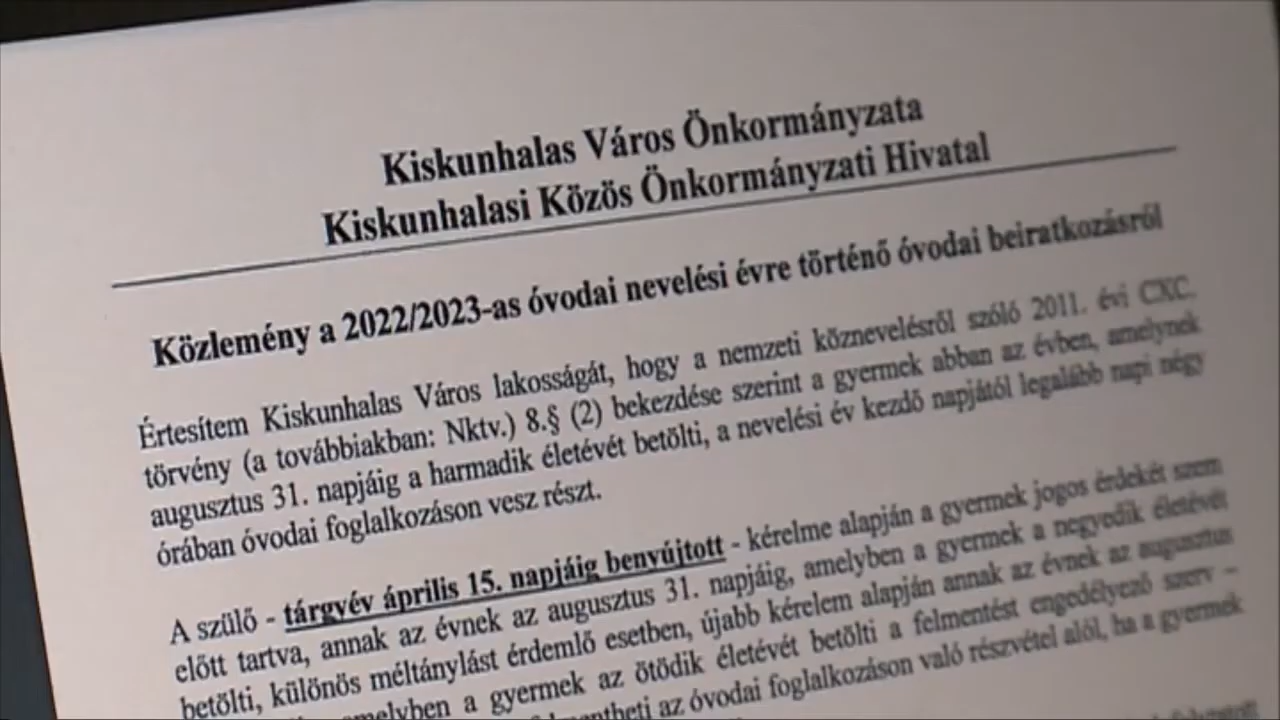 Kiskunhalas Város Önkormányzata
Kiskunhalasi Közös Önkormányzati Hivatal
Közlemény a 2022/2023-as óvodai nevelési évre történő óvodai beiratkozásról
Értesítem Kiskunhalas Város lakosságát, hogy a nemzeti köznevelésről szóló 2011. évi CXC.
törvény (a továbbiakban: Nktv.) 8.§ (2) bekezdése szerint a gyermek abban az évben, amelynek
augusztus 31. napjáig a harmadik életévét betölti, a nevelési év kezdő napjától legalább napi négy
órában óvodai foglalkozáson vesz részt.
A szülő - tárgyév április 15. napjáig benyújtott - kérelme alapján a gyermek jogos érdekét szem
előtt tartva, annak az évnek az augusztus 31. napjáig, amelyben a gyermek a negyedik életévét
betölti, különös méltánylást érdemlő esetben, újabb kérelem alapján annak az évnek az augusztus
a gyermek az ötödik életévét betölti a felmentést engedélyező szerv –
az óvodai foglalkozáson való részvétel alól, ha a gyermek